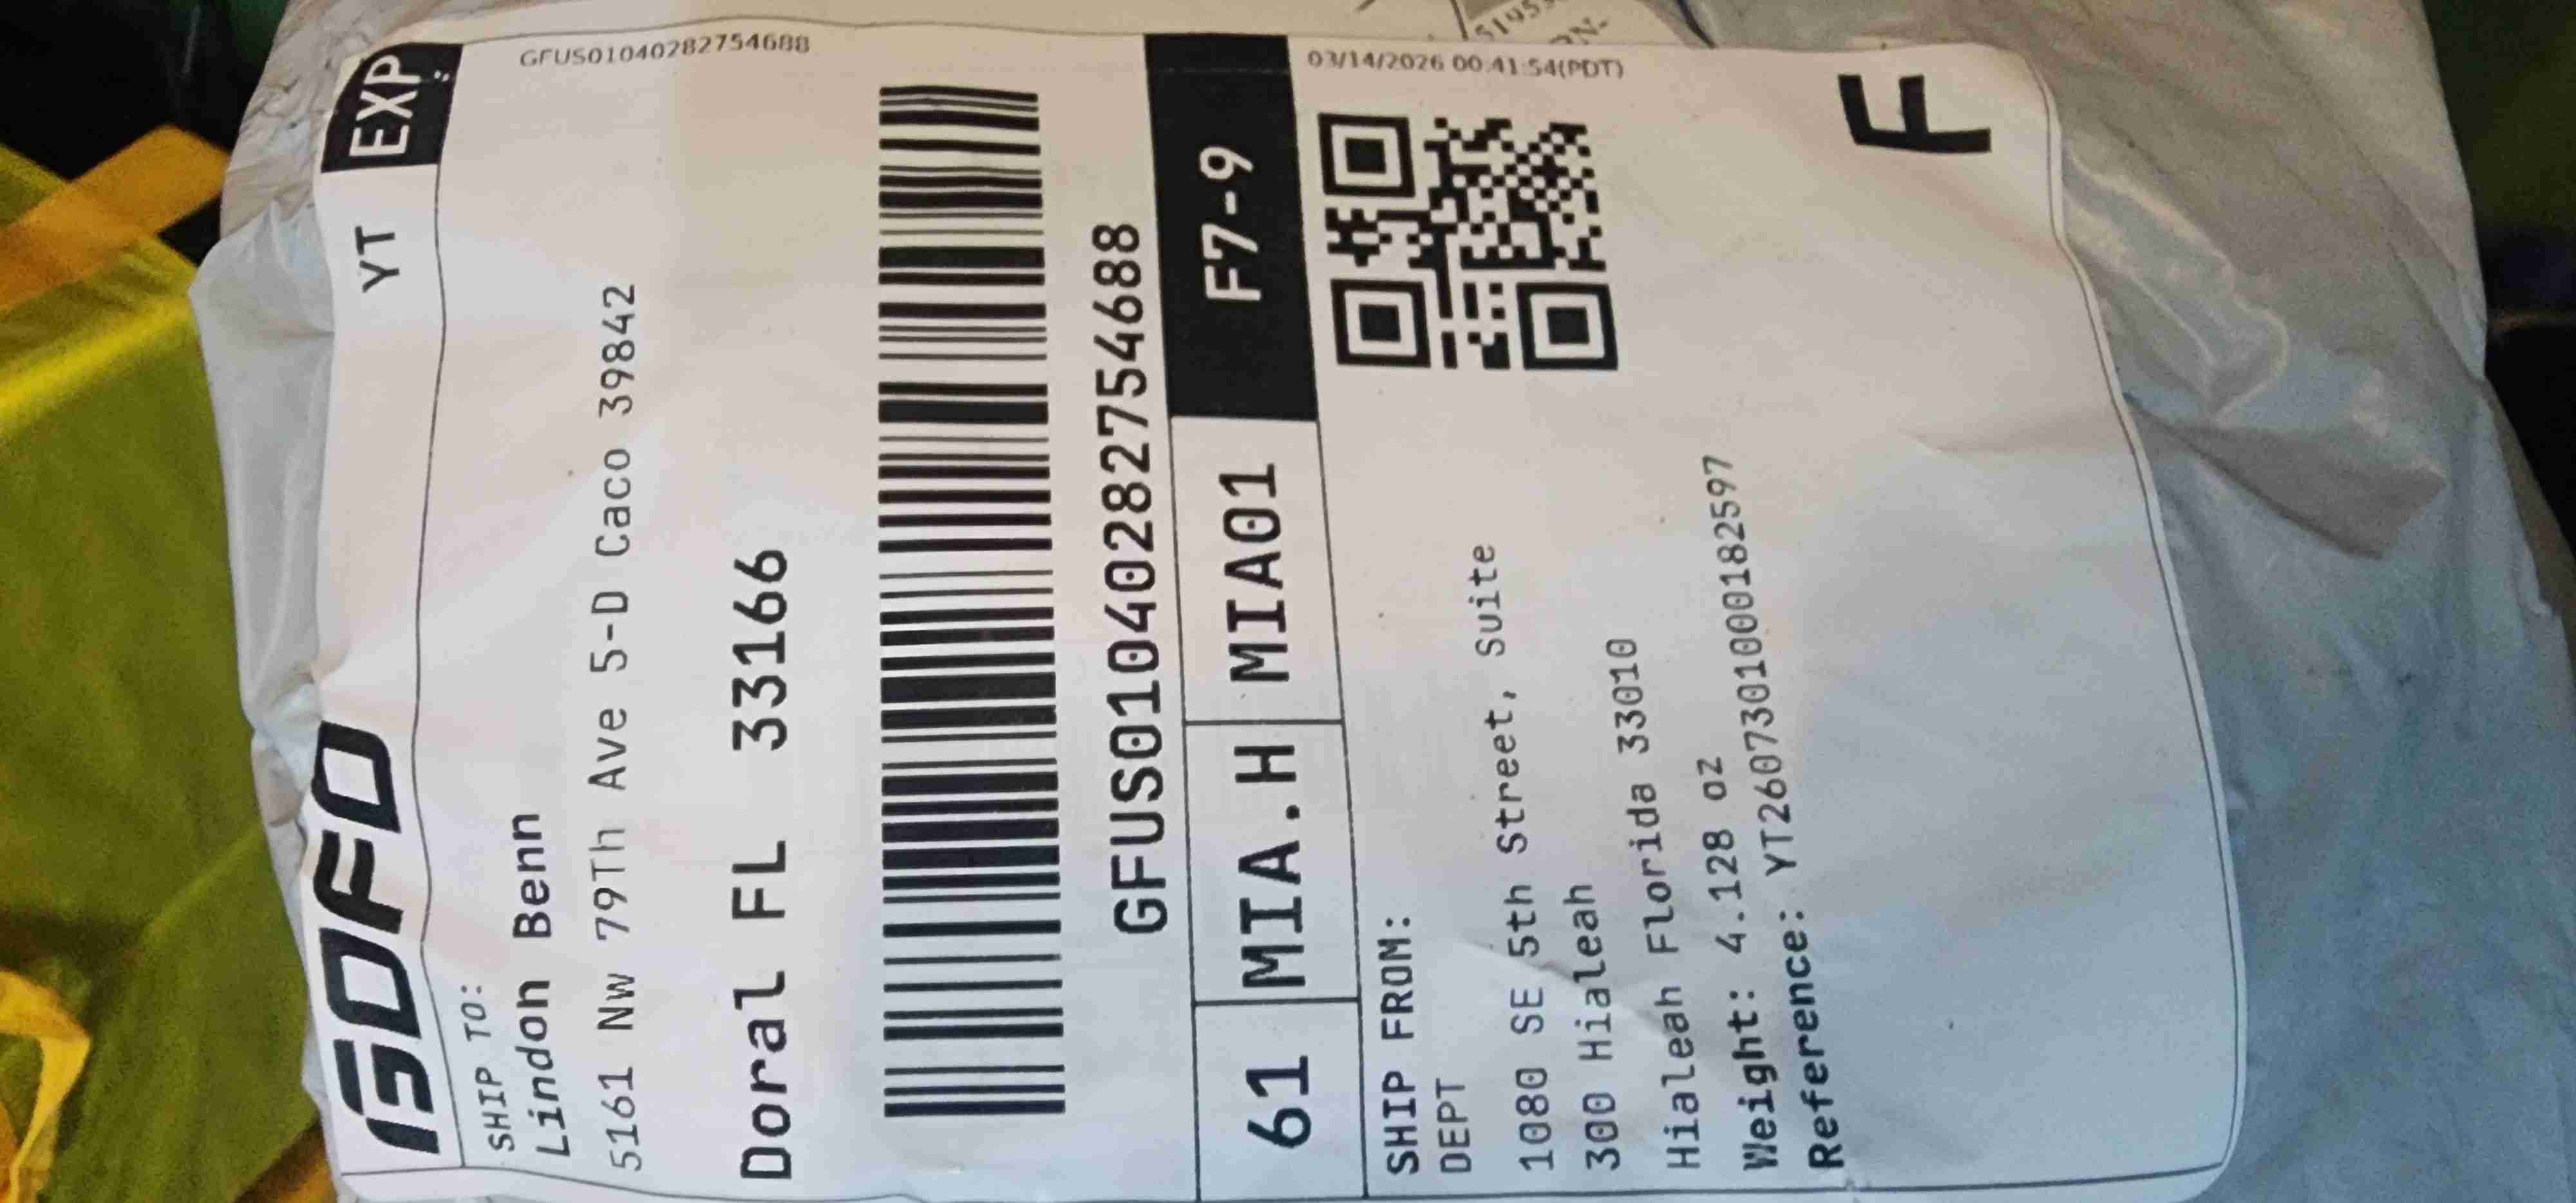 GOFO
YT
EXP
GFUS01040282754688
SHIP TO:
Lindon Benn
5161 Nw 79Th Ave 5-D Caco 39842
Doral FL 33166
GFUS01040282754688
61
MIA.H
MIA01
F7-9
03/14/2026 00:41:54(PDT)
SHIP FROM:
DEPT
1080 SE 5th Street, Suite
300 Hialeah
Hialeah Florida 33010
Weight: 4.128 oz
Reference: YT2607301000182597
F